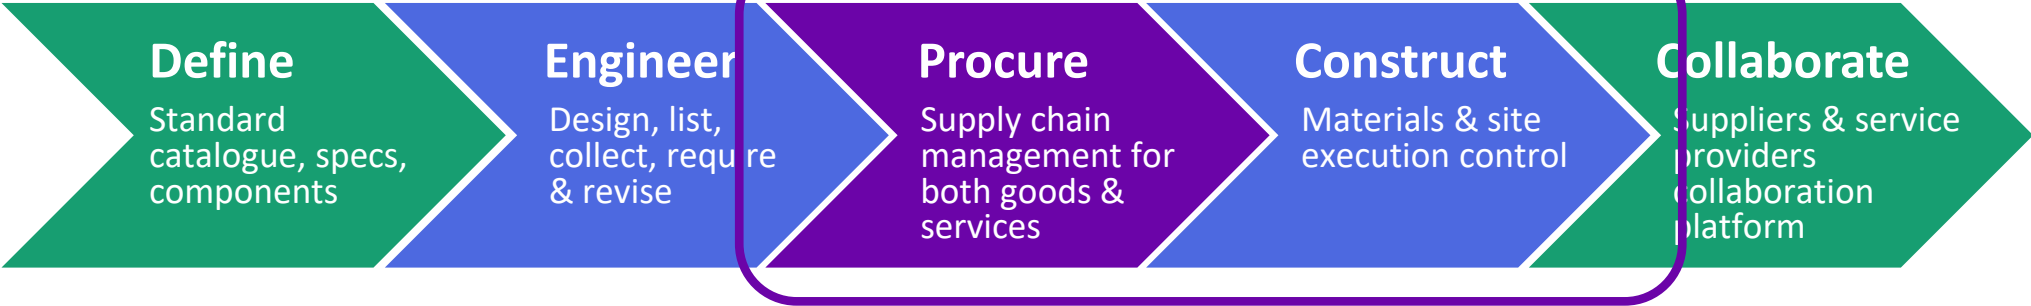 Define
Standard
catalogue, specs,
components
Engineer
Design, list,
collect, require
& revise
Procure
Supply chain
management for
both goods &
services
Construct
Materials & site
execution control
Collaborate
Suppliers & service
providers
collaboration
platform